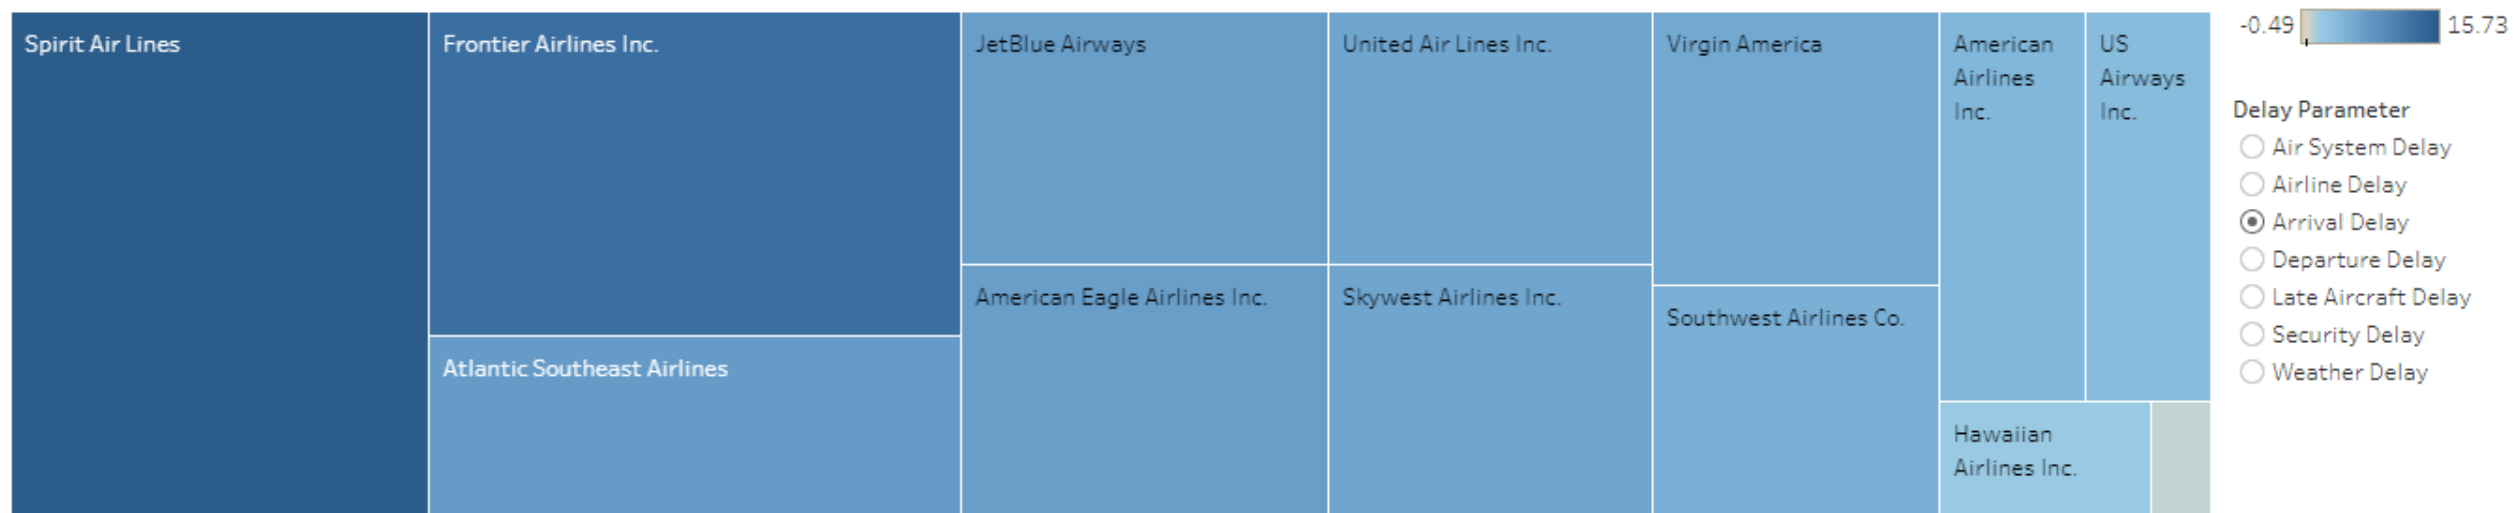 Spirit Air Lines
Frontier Airlines Inc.
Atlantic Southeast Airlines
JetBlue Airways
American Eagle Airlines Inc.
United Air Lines Inc.
Skywest Airlines Inc.
Virgin America
Southwest Airlines Co.
American
Airlines
Inc.
US
Airways
Inc.
Hawaiian
Airlines Inc.
-0.49 15.73
Delay Parameter
Air System Delay
Airline Delay
Arrival Delay
Departure Delay
Late Aircraft Delay
Security Delay
Weather Delay